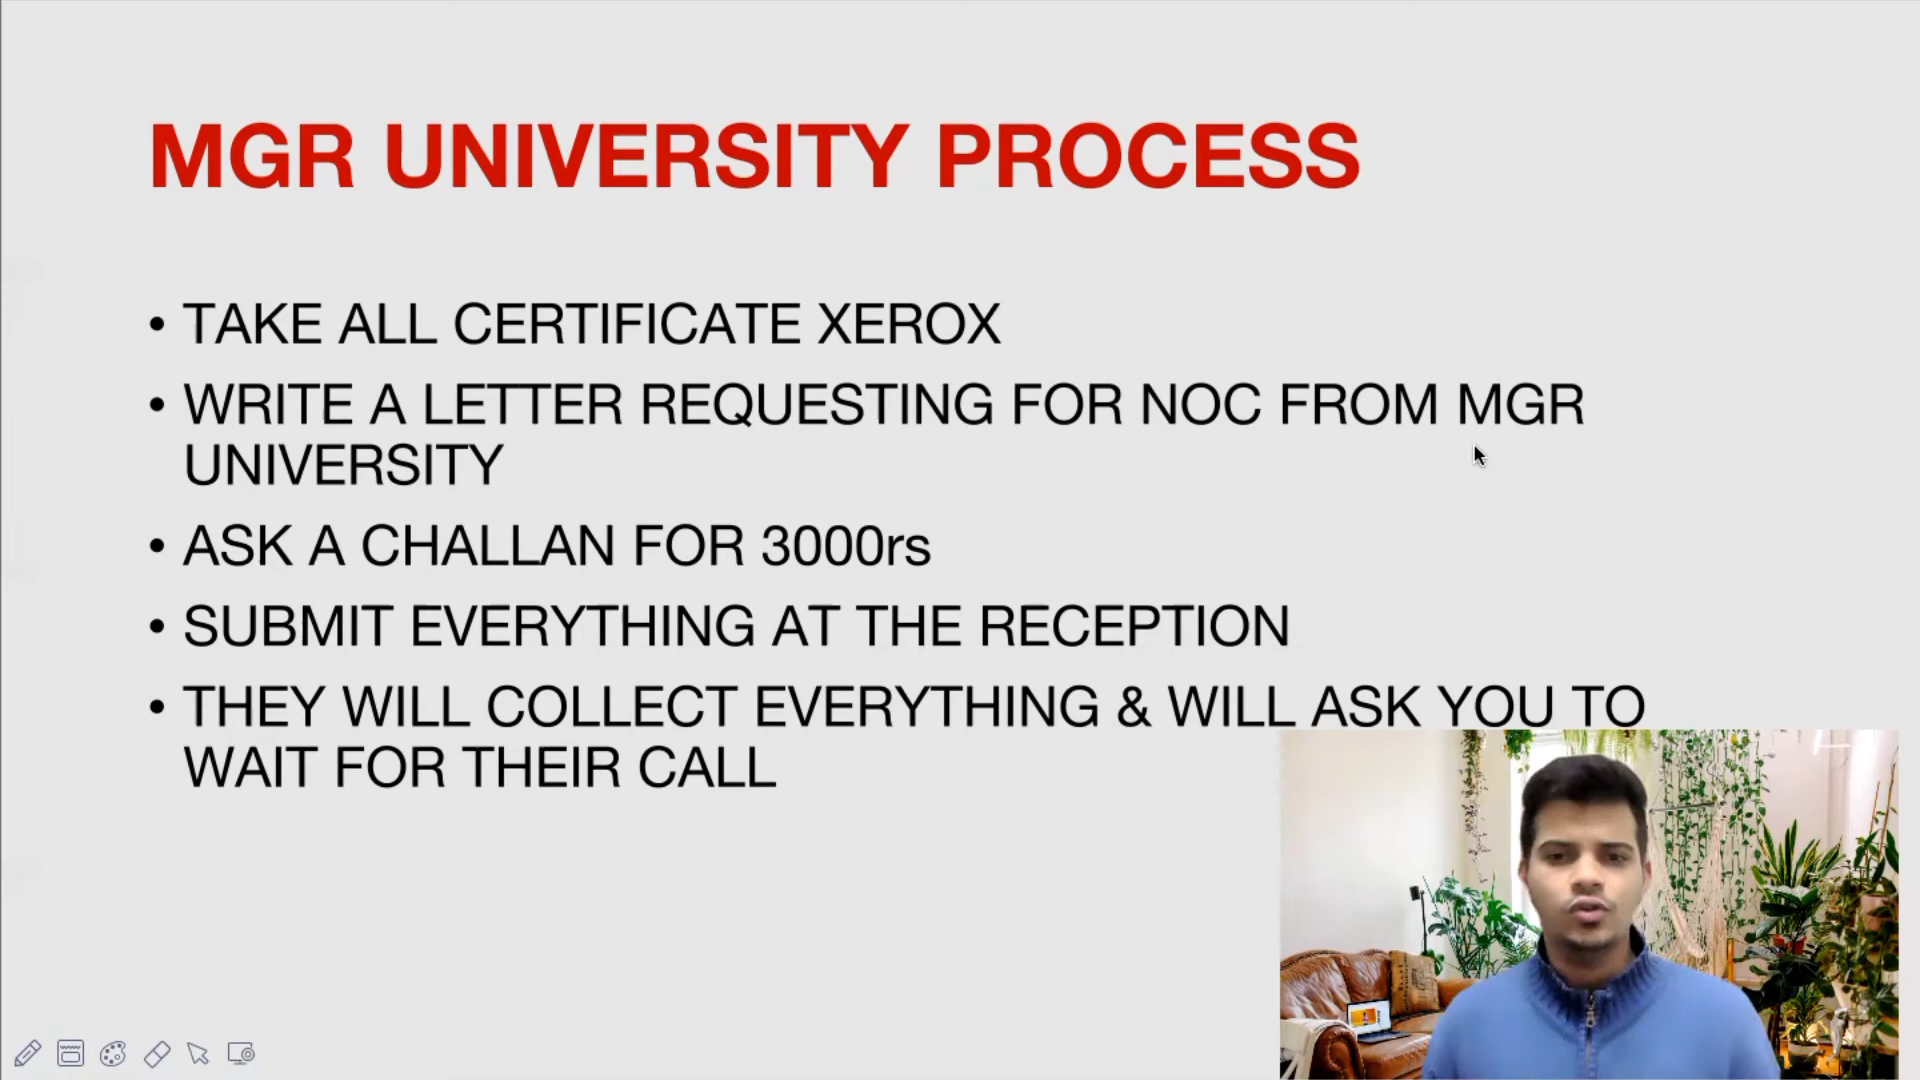 MGR UNIVERSITY PROCESS
• TAKE ALL CERTIFICATE XEROX
• WRITE A LETTER REQUESTING FOR NOC FROM MGR
UNIVERSITY
• ASK A CHALLAN FOR 3000rs
• SUBMIT EVERYTHING AT THE RECEPTION
• THEY WILL COLLECT EVERYTHING & WILL ASK YOU TO
WAIT FOR THEIR CALL